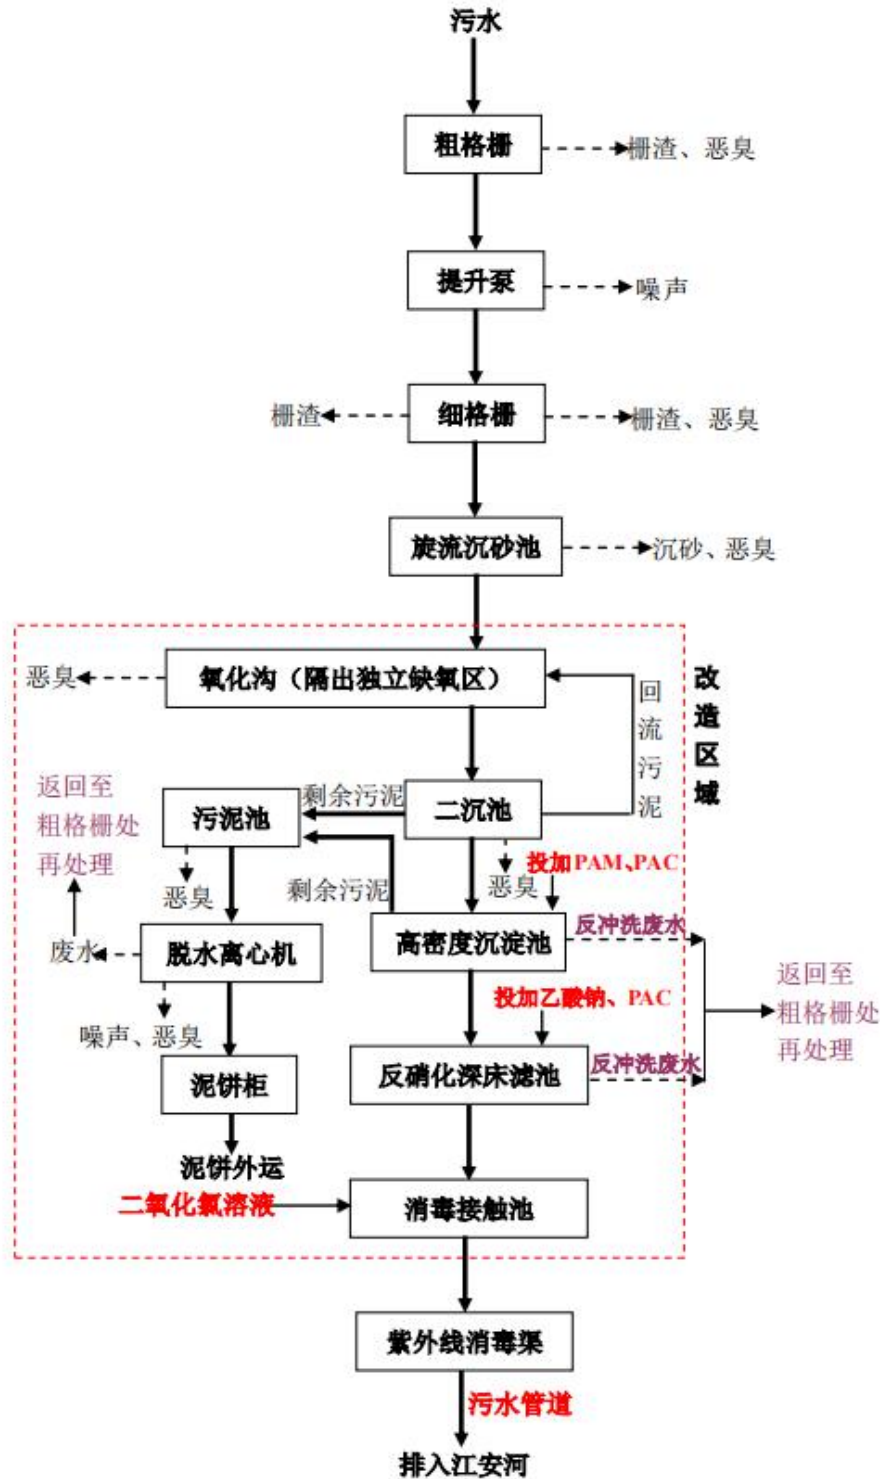 污水
粗格栅
栅渣、恶臭
提升泵
噪声
栅渣
细格栅
栅渣、恶臭
旋流沉砂池
沉砂、恶臭
恶臭
氧化沟（隔出独立缺氧区）
回流污泥
改造区域
返回至
粗格栅处
再处理
污泥池
剩余污泥
二沉池
恶臭
剩余污泥
恶臭
投加PAM、PAC
废水
脱水离心机
高密度沉淀池
反冲洗废水
噪声、恶臭
投加乙酸钠、PAC
返回至
粗格栅处
再处理
泥饼柜
反硝化深床滤池
反冲洗废水
泥饼外运
二氧化氯溶液
消毒接触池
紫外线消毒渠
污水管道
排入江安河